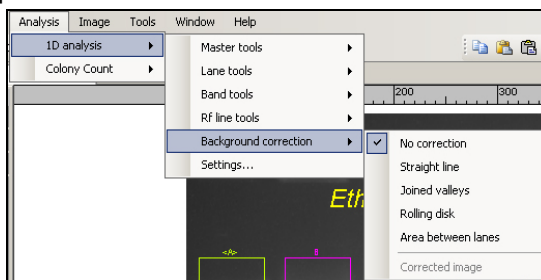 Analysis Image Tools Window Help
1D analysis
Colony Count
Master tools
Lane tools
Band tools
Rf line tools
Background correction
Settings...
200 300
No correction
Straight line
Joined valleys
Rolling disk
Area between lanes
Corrected image
Eth
<A> B